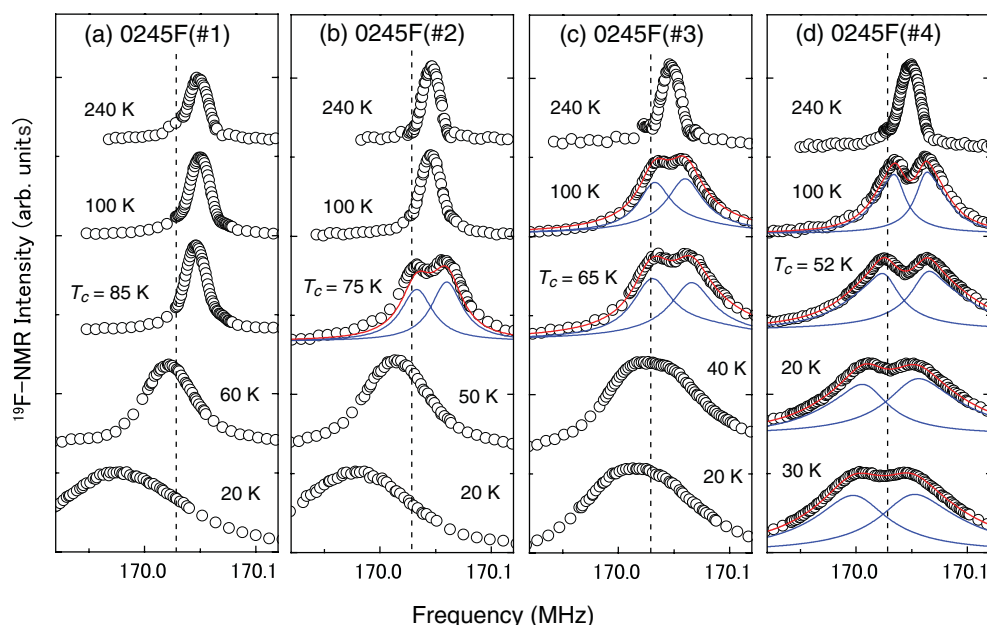 (a) 0245F(#1)
240 K
100 K
Tc = 85 K
60 K
20 K
(b) 0245F(#2)
240 K
100 K
Tc = 75 K
50 K
20 K
(c) 0245F(#3)
240 K
100 K
Tc = 65 K
40 K
20 K
(d) 0245F(#4)
240 K
100 K
Tc = 52 K
20 K
30 K
¹⁹F–NMR Intensity (arb. units)
170.0 170.1 170.0 170.1 170.0 170.1 170.0 170.1
Frequency (MHz)